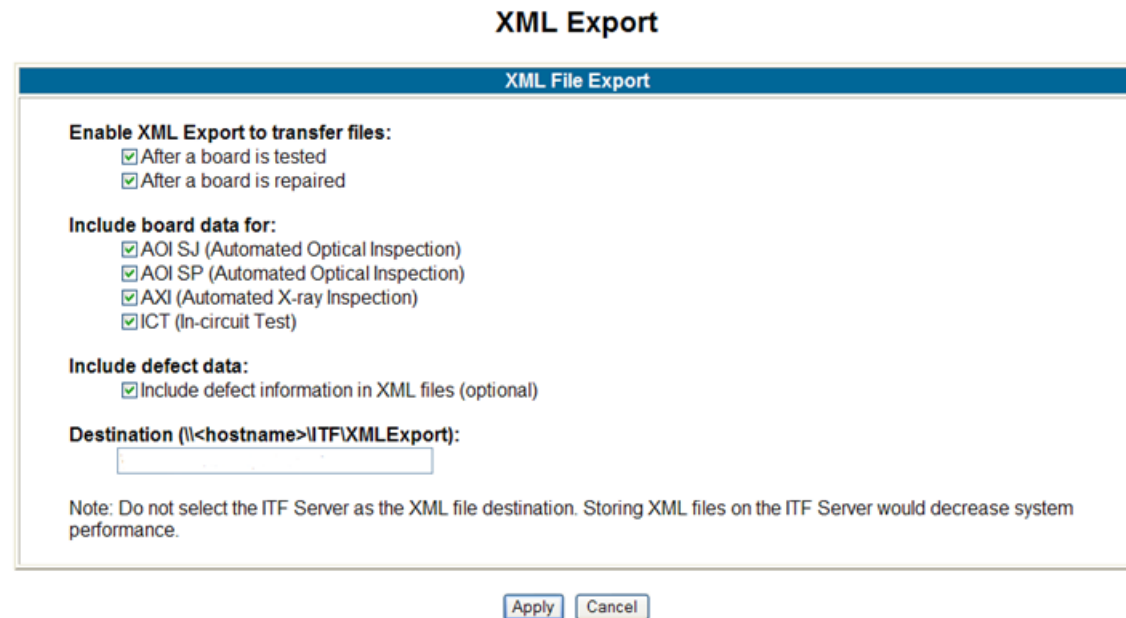 XML Export
XML File Export
Enable XML Export to transfer files:
After a board is tested
After a board is repaired
Include board data for:
AOI SJ (Automated Optical Inspection)
AOI SP (Automated Optical Inspection)
AXI (Automated X-ray Inspection)
ICT (In-circuit Test)
Include defect data:
Include defect information in XML files (optional)
Destination (\\<hostname>\ITF\XMLExport):
Note: Do not select the ITF Server as the XML file destination. Storing XML files on the ITF Server would decrease system
performance.
Apply Cancel